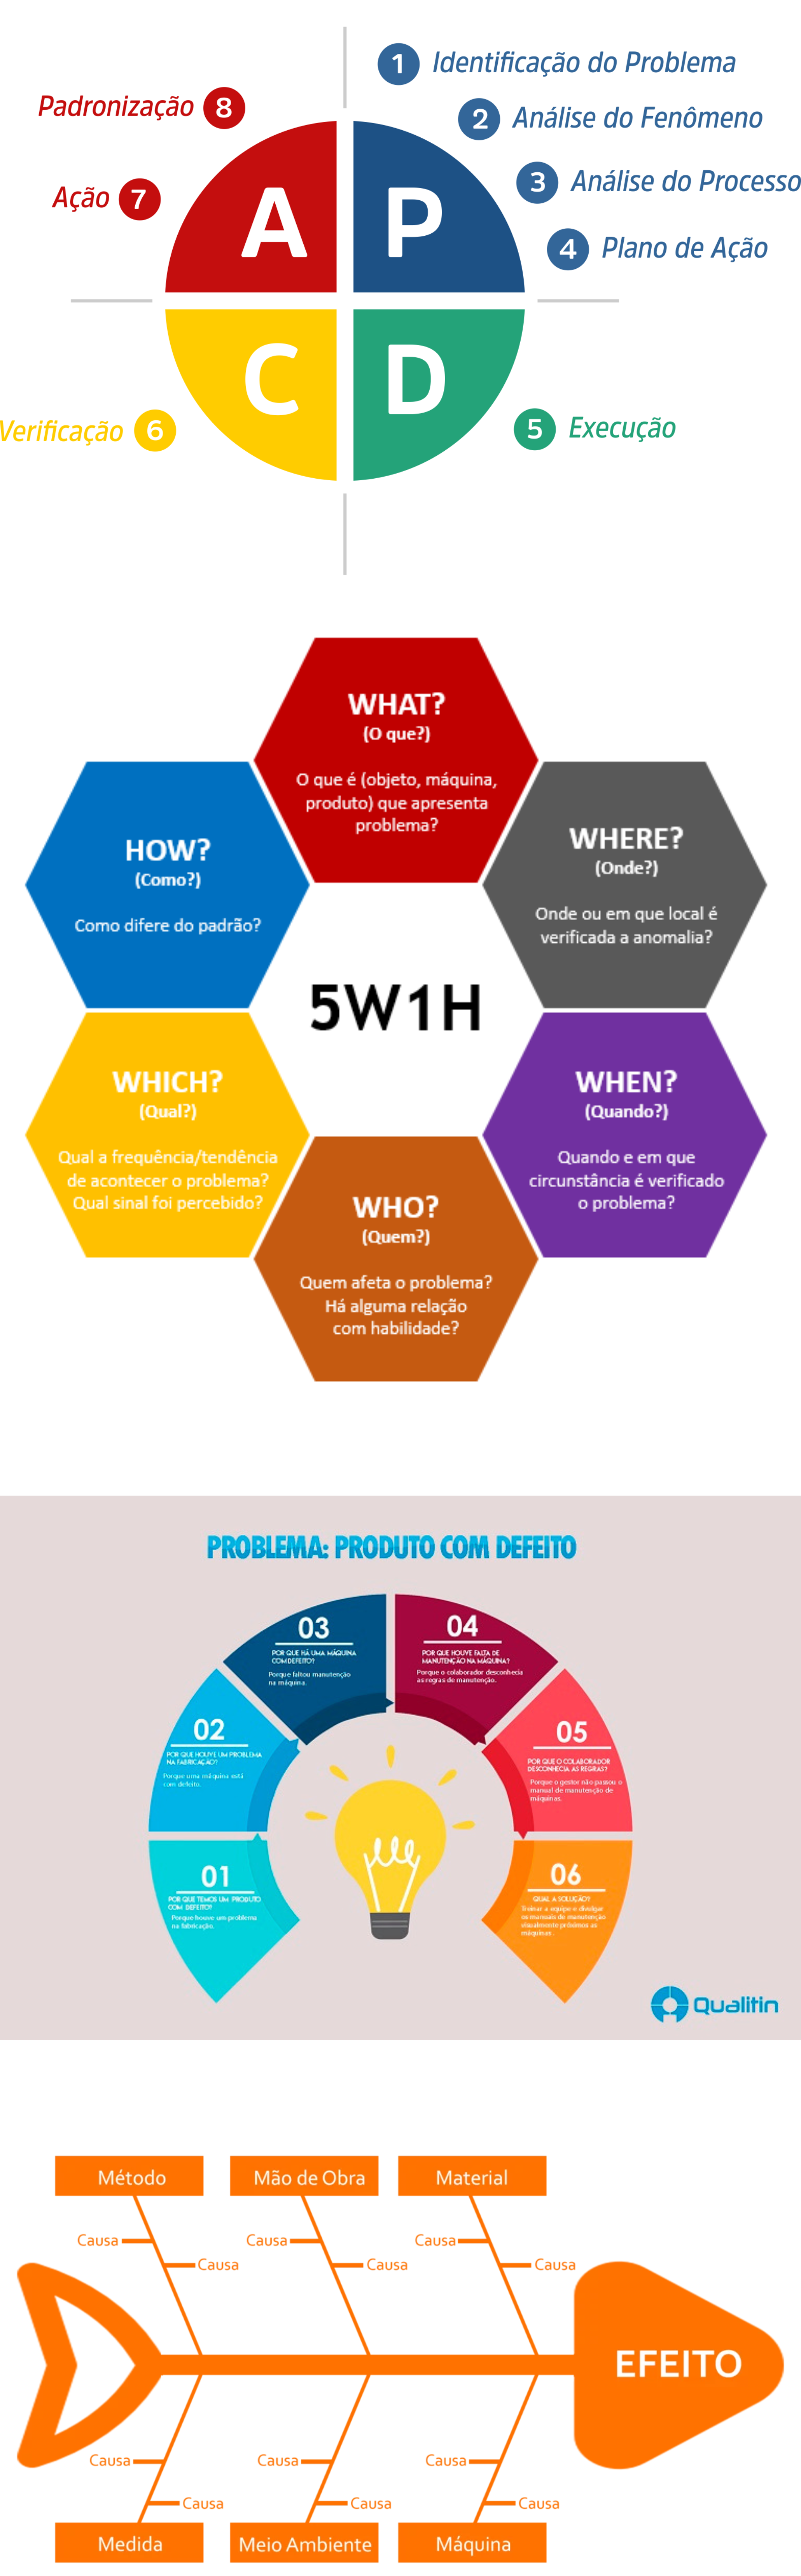 1 Identificação do Problema
2 Análise do Fenômeno
3 Análise do Processo
4 Plano de Ação
Padronização 8
Ação 7
A P
C D
Verificação 6
5 Execução
WHAT?
(O que?)
O que é (objeto, máquina,
produto) que apresenta
problema?
HOW?
(Como?)
Como difere do padrão?
WHERE?
(Onde?)
Onde ou em que local é
verificada a anomalia?
5W1H
WHICH?
(Qual?)
Qual a frequência/tendência
de acontecer o problema?
Qual sinal foi percebido?
WHEN?
(Quando?)
Quando e em que
circunstância é verificado
o problema?
WHO?
(Quem?)
Quem afeta o problema?
Há alguma relação
com habilidade?
PROBLEMA: PRODUTO COM DEFEITO
01
POR QUE TEMOS UM PRODUTO
COM DEFEITO?
Porque houve um problema
na fabricação.
02
POR QUE HOUVE UM PROBLEMA
NA FABRICAÇÃO?
Porque uma máquina está
com defeito.
03
POR QUE HÁ UMA MÁQUINA
COM DEFEITO?
Porque faltou manutenção
na máquina.
04
POR QUE HOUVE FALTA DE
MANUTENÇÃO NA MÁQUINA?
Porque o colaborador desconhecia
as regras de manutenção.
05
POR QUE O COLABORADOR
DESCONHECIA AS REGRAS?
Porque o gestor não passou o
manual de manutenção de
máquinas.
06
QUAL A SOLUÇÃO?
Treinar a equipe e divulgar
os manuais de manutenção
visualmente próximos as
máquinas.
Qualitin
Método
Mão de Obra
Material
Causa
Causa
Causa
Causa
Causa
Causa
EFEITO
Causa
Causa
Causa
Causa
Causa
Causa
Medida
Meio Ambiente
Máquina